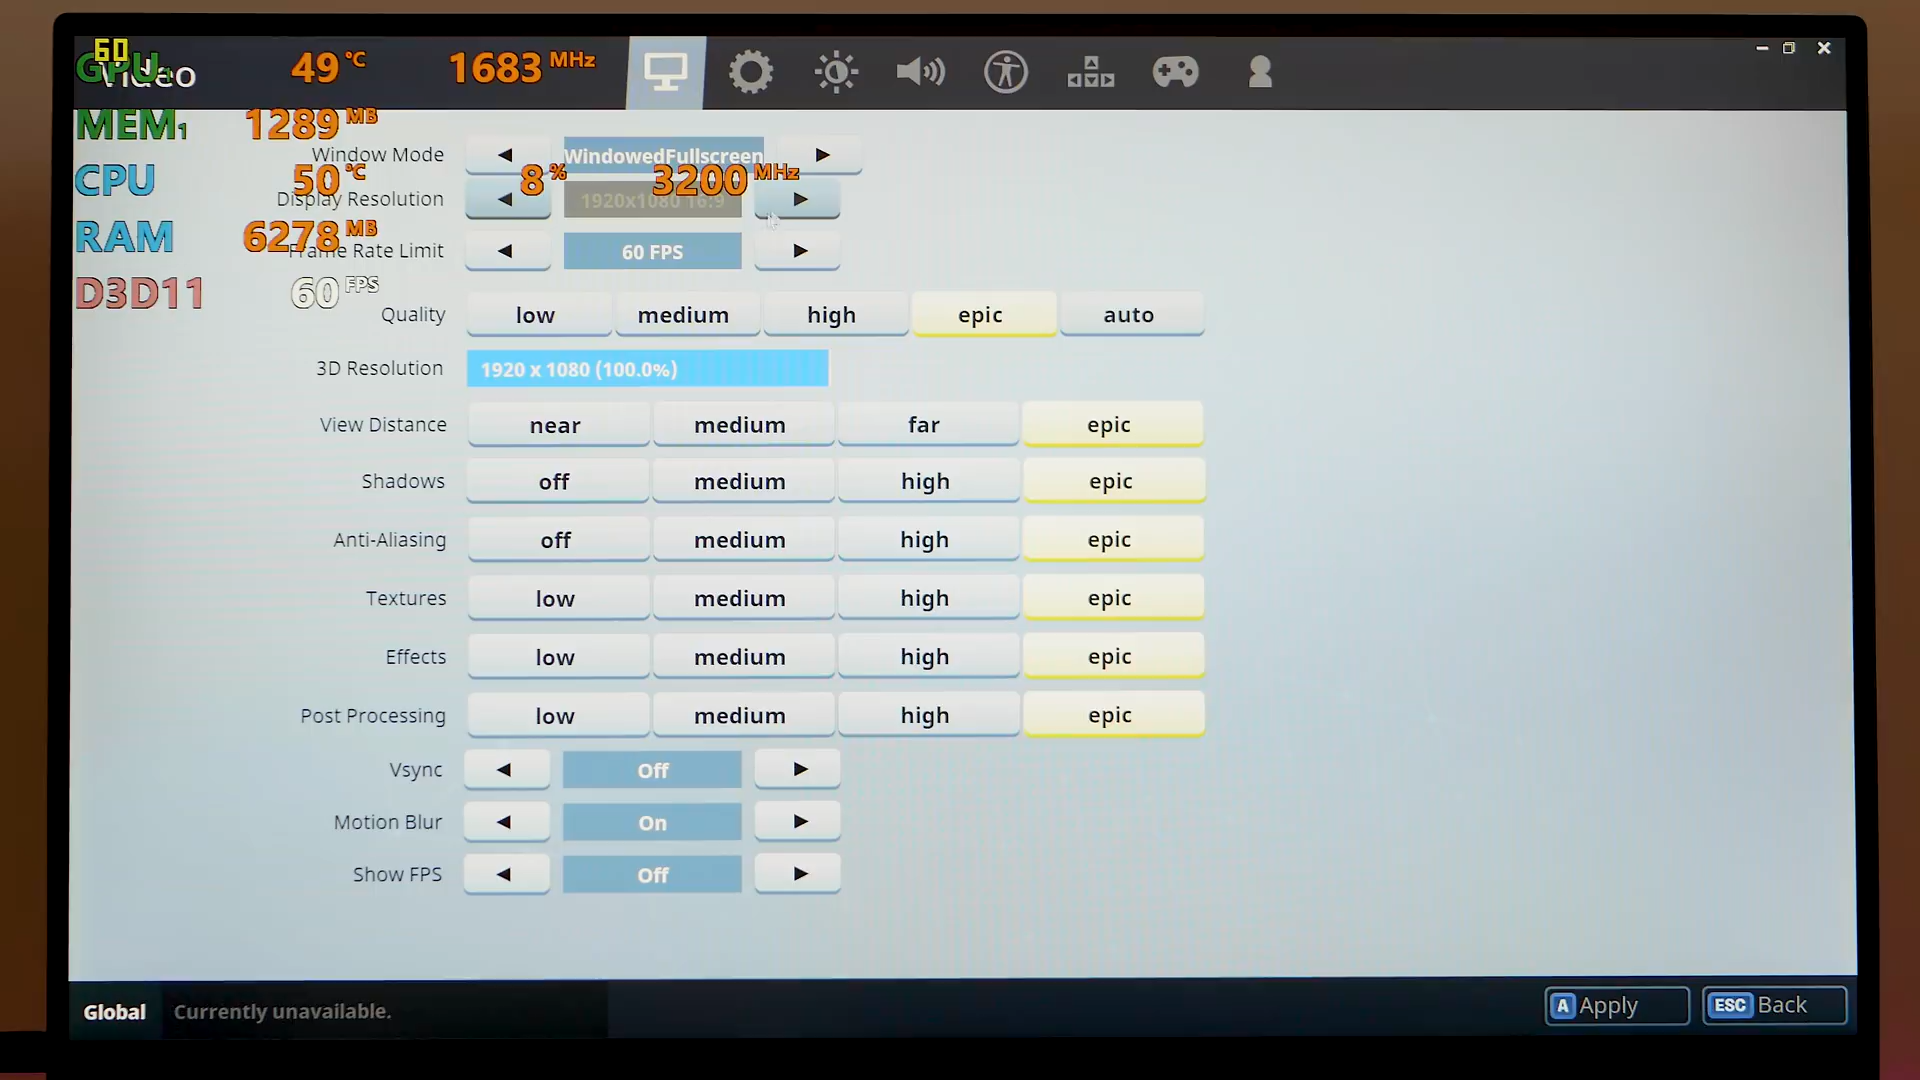 60
GPU1 49 °C 1683 MHz
Video
MEM1 1289 MB
Window Mode ◄ WindowedFullscreen ►
CPU 50 °C 8 % 3200 MHz
Display Resolution ◄ 1920x1080 16:9 ►
RAM 6278 MB
Frame Rate Limit ◄ 60 FPS ►
D3D11 60 FPS
Quality low medium high epic auto
3D Resolution 1920 x 1080 (100.0%)
View Distance near medium far epic
Shadows off medium high epic
Anti-Aliasing off medium high epic
Textures low medium high epic
Effects low medium high epic
Post Processing low medium high epic
Vsync ◄ Off ►
Motion Blur ◄ On ►
Show FPS ◄ Off ►
Global Currently unavailable.
A Apply ESC Back